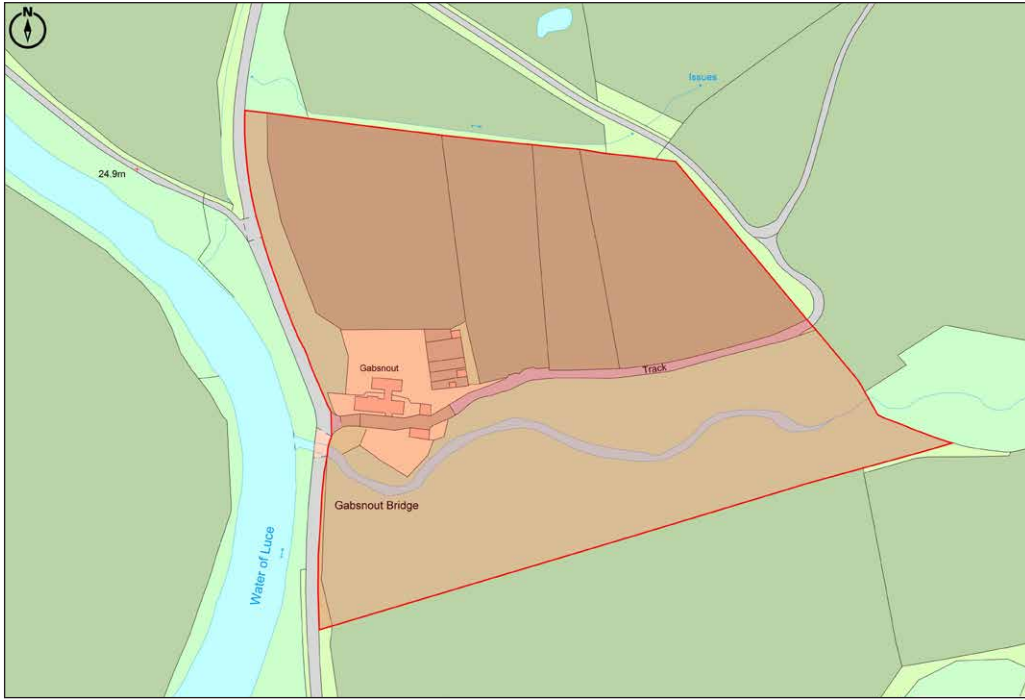 N
Issues
24.9m
Gabsnout
Track
Gabsnout Bridge
Water of Luce